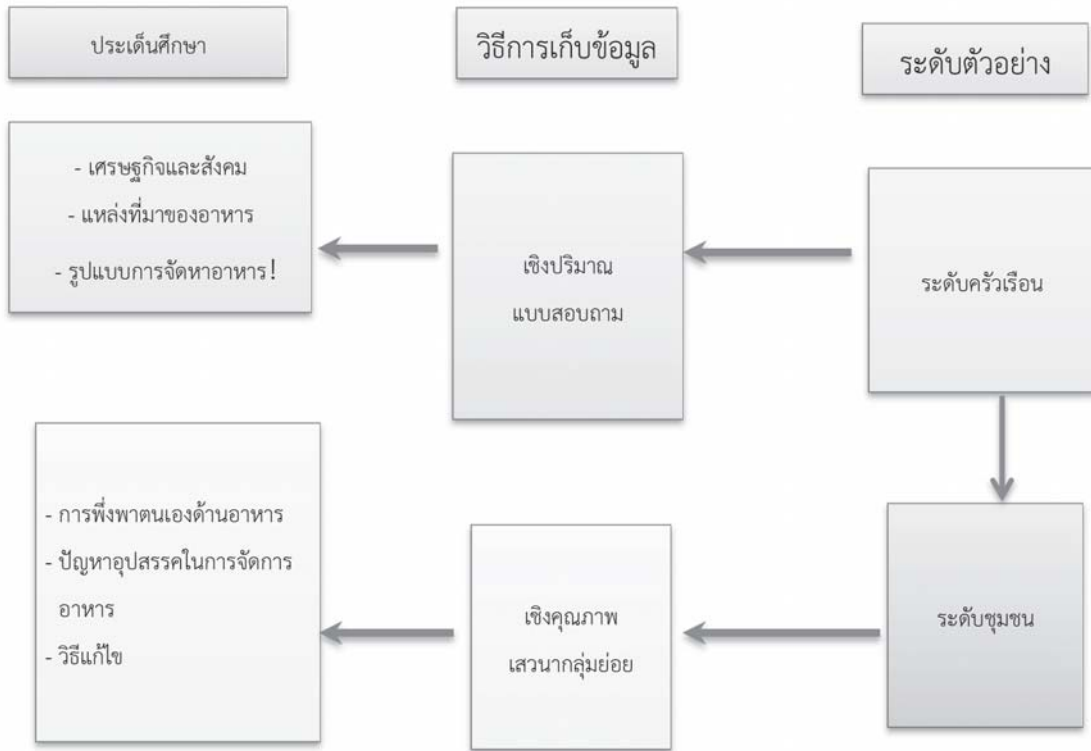 ประเด็นศึกษา
วิธีการเก็บข้อมูล
ระดับตัวอย่าง
- เศรษฐกิจและสังคม
- แหล่งที่มาของอาหาร
- รูปแบบการจัดหาอาหาร!
เชิงปริมาณ
แบบสอบถาม
ระดับครัวเรือน
- การพึ่งพาตนเองด้านอาหาร
- ปัญหาอุปสรรคในการจัดการ
อาหาร
- วิธีแก้ไข
เชิงคุณภาพ
เสวนากลุ่มย่อย
ระดับชุมชน